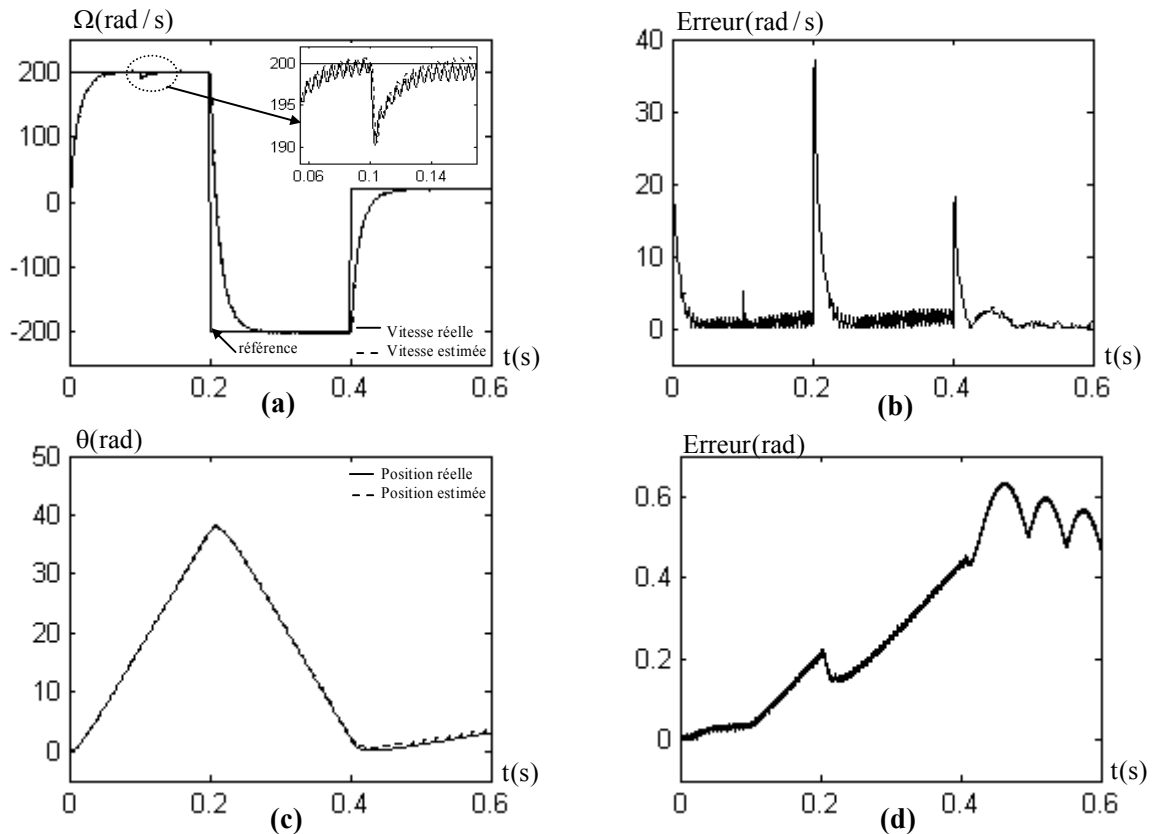 Ω(rad / s)
200
100
0
-100
-200
0
0.2
0.4
0.6
t(s)
200
195
190
0.06
0.1
0.14
référence
Vitesse réelle
Vitesse estimée
(a)
Erreur(rad / s)
40
30
20
10
0
0
0.2
0.4
0.6
t(s)
(b)
θ(rad)
50
40
30
20
10
0
0
0.2
0.4
0.6
t(s)
Position réelle
Position estimée
(c)
Erreur(rad)
0.6
0.4
0.2
0
0
0.2
0.4
0.6
t(s)
(d)